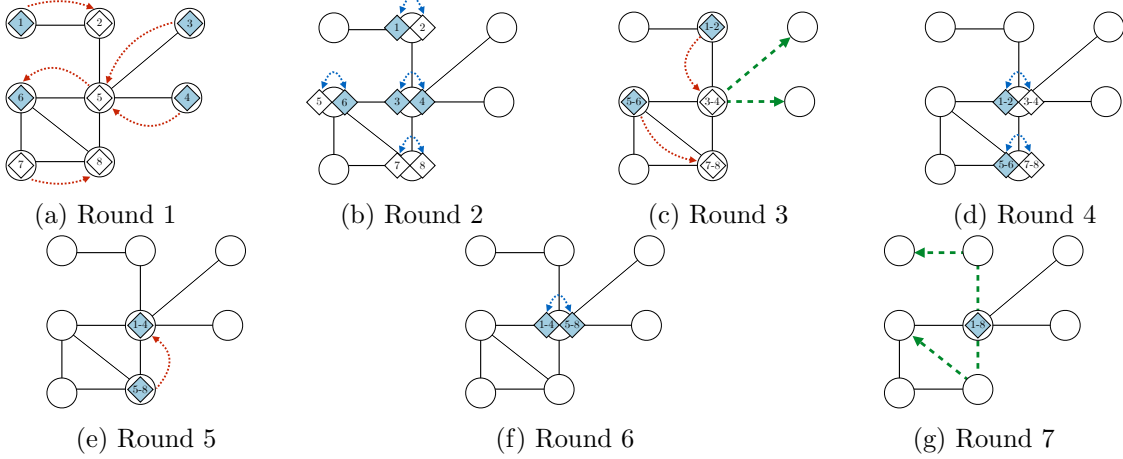 1 2 3
6 5 4
7 8
(a) Round 1
1 2
5 6 3 4
7 8
(b) Round 2
1-2
5-6 3-4
7-8
(c) Round 3
1-2 3-4
5-6 7-8
(d) Round 4
1-4
5-8
(e) Round 5
1-4 5-8
(f) Round 6
1-8
(g) Round 7